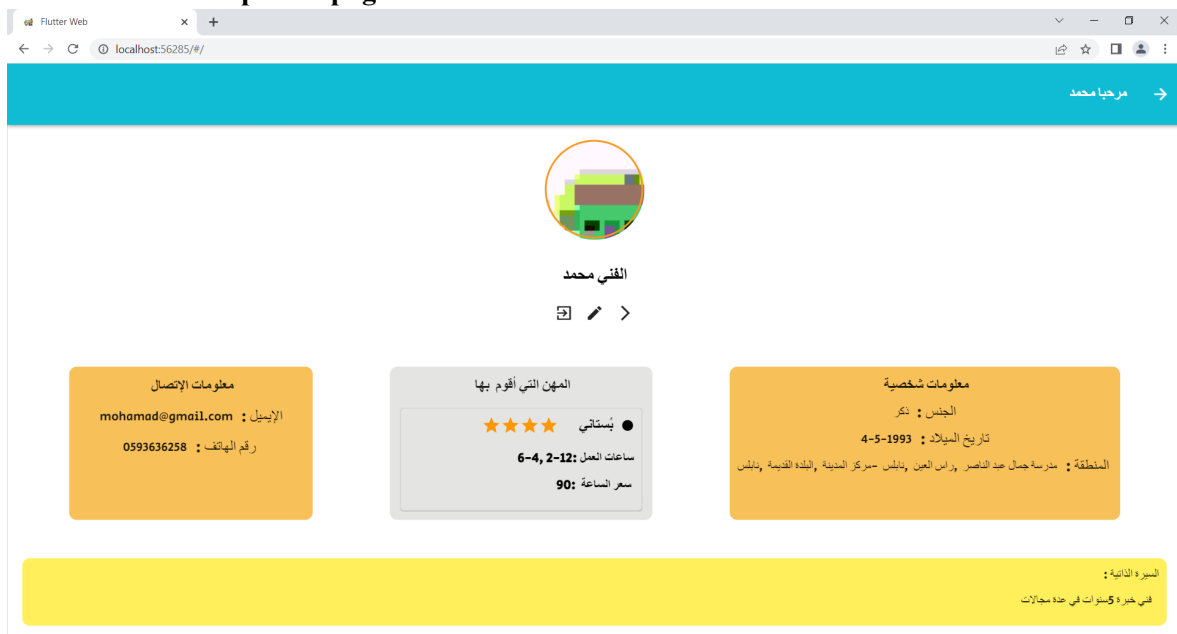 Flutter Web
localhost:56285/#/
مرحبا محمد
الفني محمد
معلومات شخصية
الجنس : ذكر
تاريخ الميلاد : 1993-5-4
المنطقة : مدرسة جمال عبد الناصر ,راس العين ,نابلس -مركز المدينة ,البلدة القديمة ,نابلس
المهن التي أقوم بها
بُستاني
ساعات العمل :12-2 ,4-6
سعر الساعة :90
معلومات الإتصال
الإيميل : mohamad@gmail.com
رقم الهاتف : 0593636258
السيرة الذاتية :
فني خبرة 5سنوات في عدة مجالات